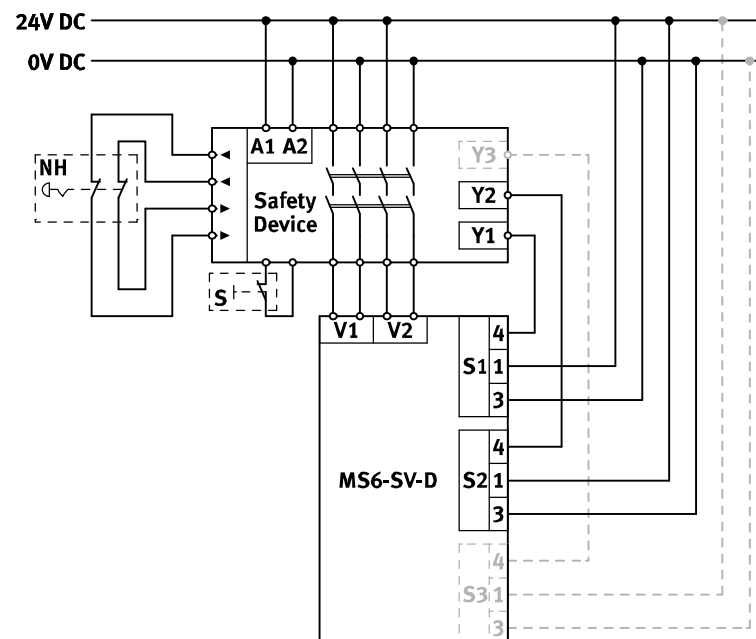 24V DC
0V DC
A1 A2
Y3
NH
Y2
Safety
Device
Y1
S
V1 V2
4
S1 1
3
4
MS6-SV-D S2 1
3
4
S3 1
3